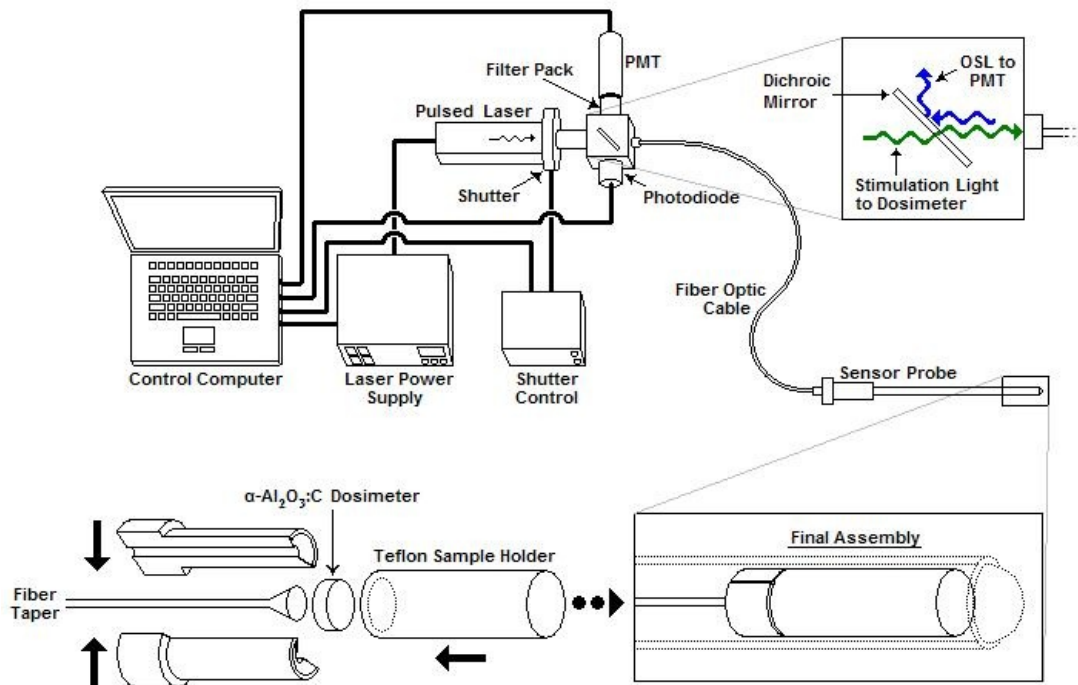 PMT
Filter Pack
Pulsed Laser
Shutter
Photodiode
Dichroic
Mirror
OSL to
PMT
Stimulation Light
to Dosimeter
Fiber Optic
Cable
Control Computer
Laser Power
Supply
Shutter
Control
Sensor Probe
α-Al₂O₃:C Dosimeter
Teflon Sample Holder
Fiber
Taper
Final Assembly